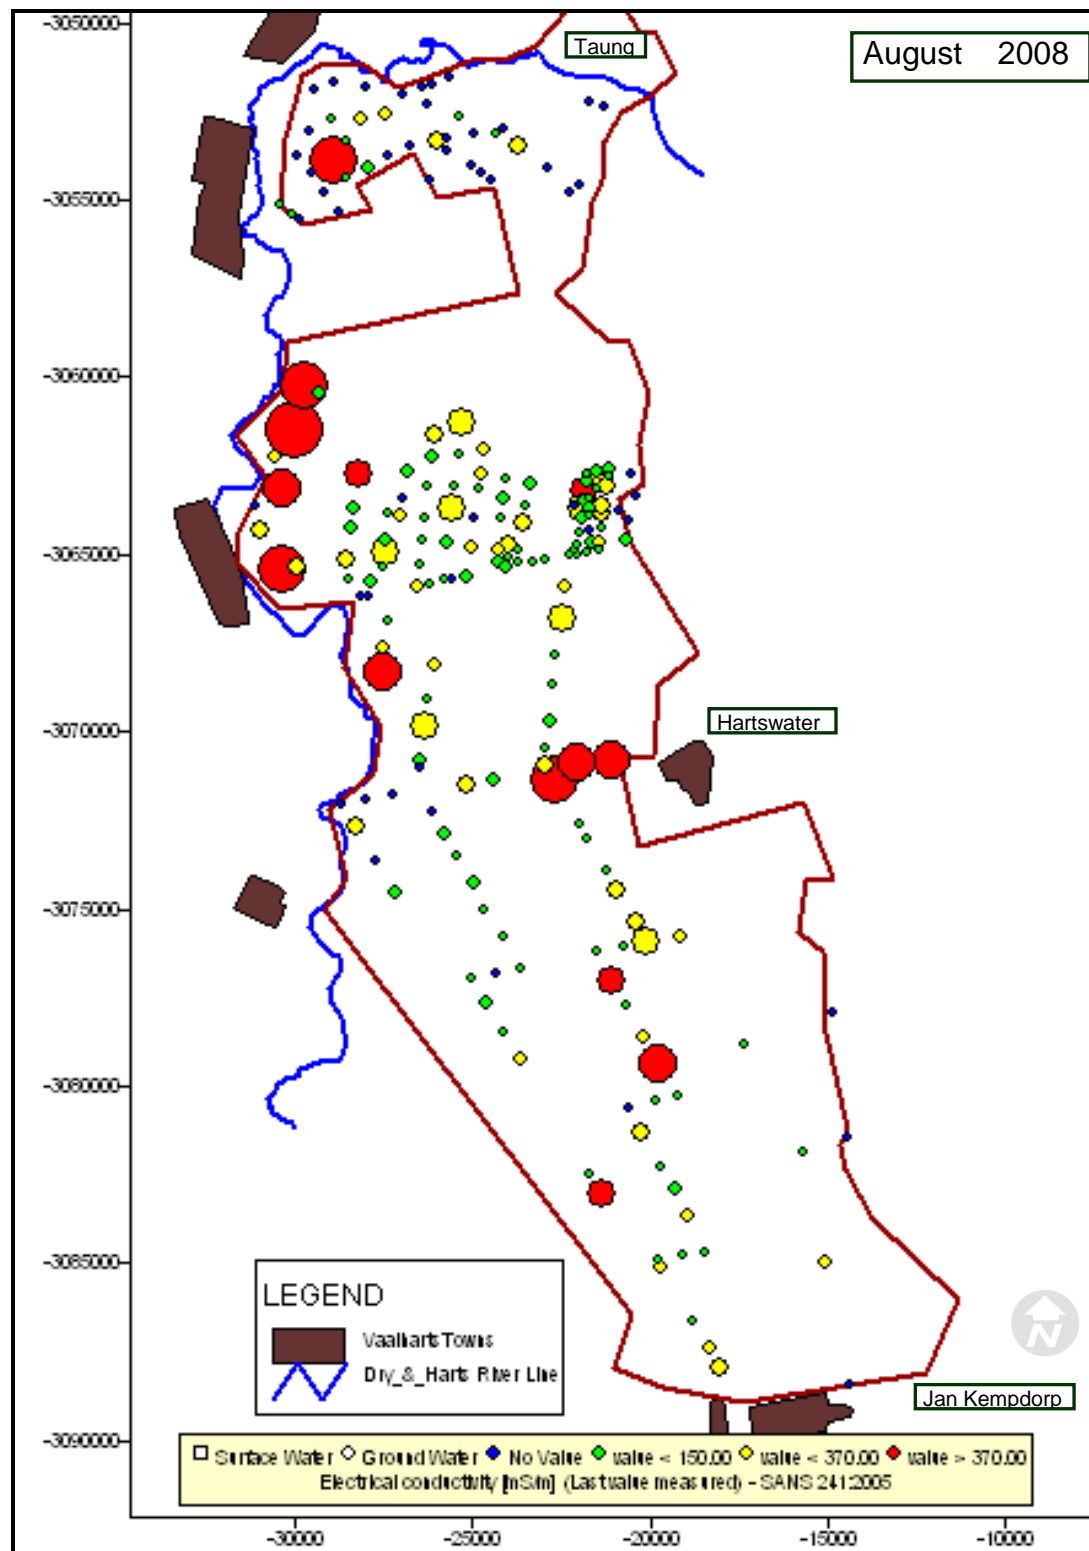 -3050000
Taung
August 2008
-3055000
-3060000
-3065000
-3070000
Hartswater
-3075000
-3080000
-3085000
LEGEND
Vaalharts Towns
Dry_&_Harts River Line
N
Jan Kempdorp
-3090000
Surface Water Ground Water No Value value < 150.00 value < 370.00 value > 370.00
Electrical conductivity [mS/m] (Last value measured) - SANS 241:2005
-30000 -25000 -20000 -15000 -10000